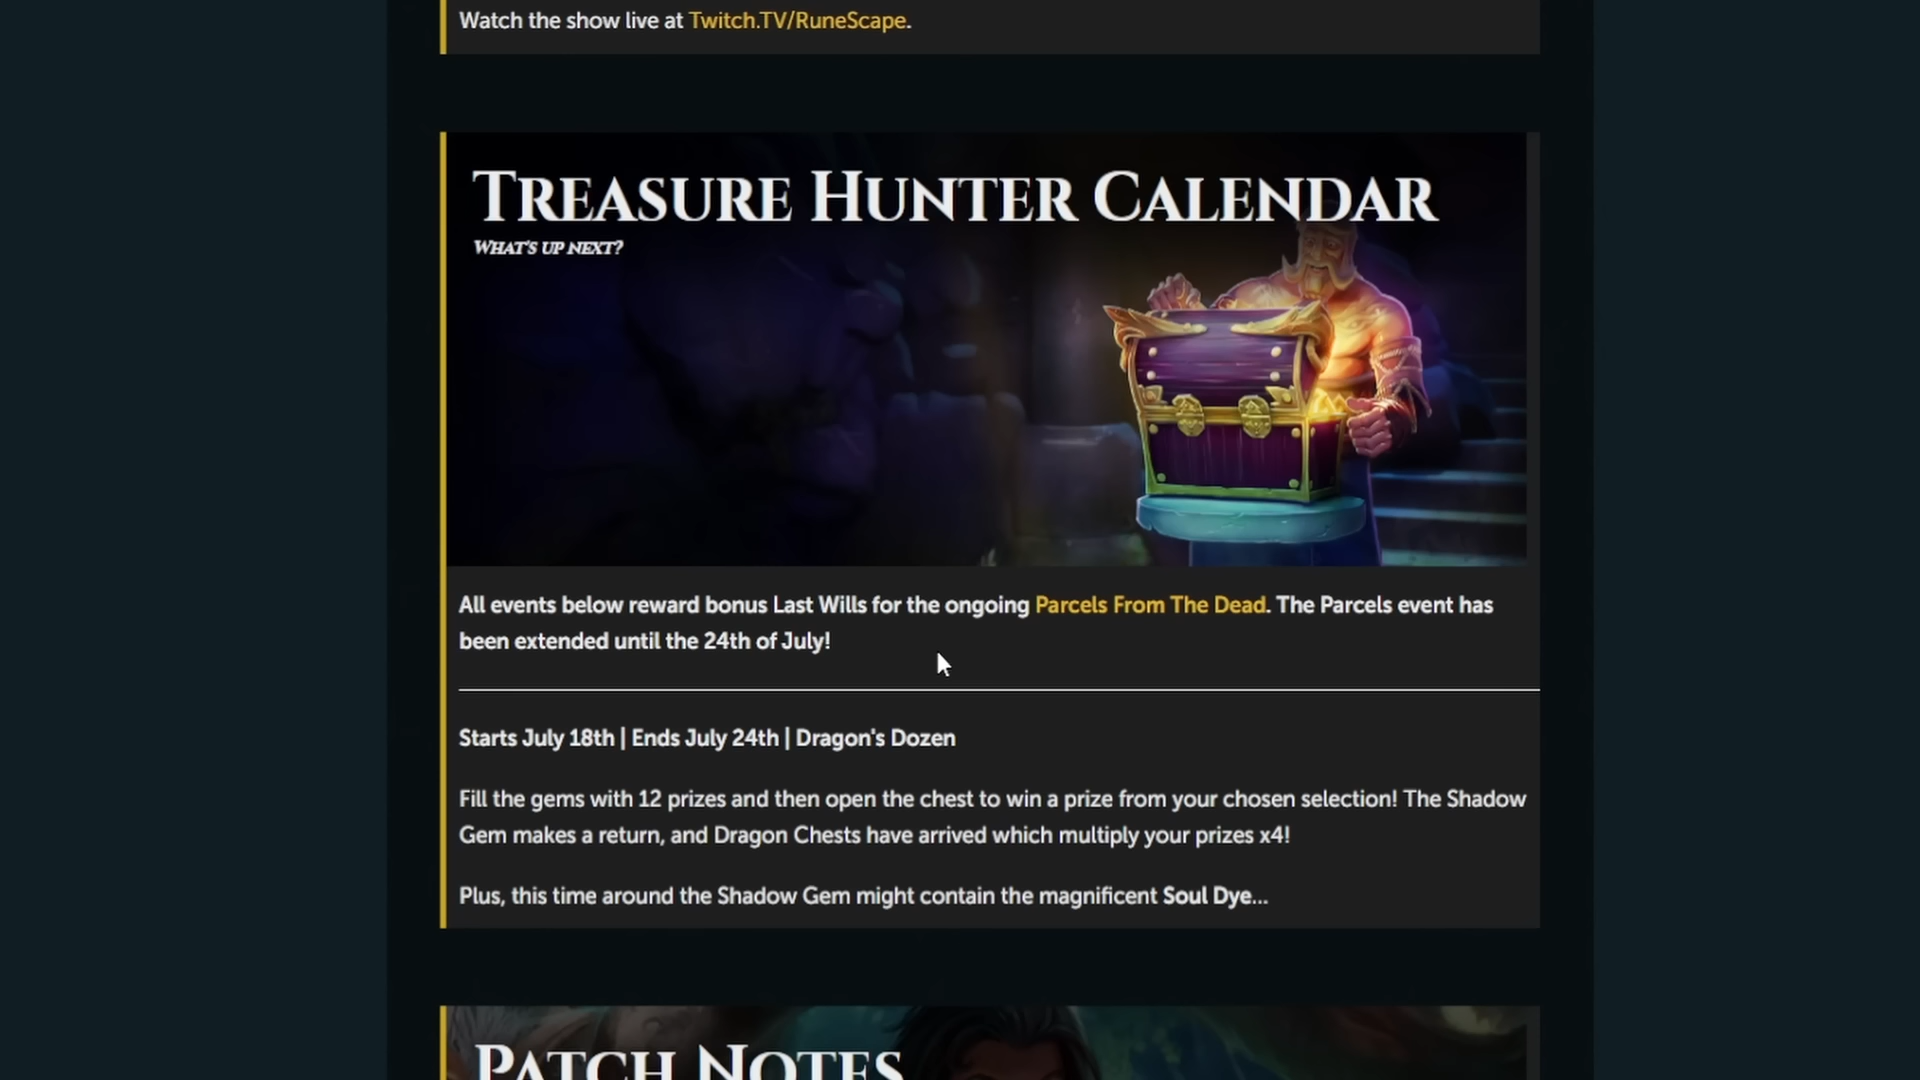 Watch the show live at Twitch.TV/RuneScape.
TREASURE HUNTER CALENDAR
WHAT'S UP NEXT?
All events below reward bonus Last Wills for the ongoing Parcels From The Dead. The Parcels event has
been extended until the 24th of July!
Starts July 18th | Ends July 24th | Dragon's Dozen
Fill the gems with 12 prizes and then open the chest to win a prize from your chosen selection! The Shadow
Gem makes a return, and Dragon Chests have arrived which multiply your prizes x4!
Plus, this time around the Shadow Gem might contain the magnificent Soul Dye...
PATCH NOTES